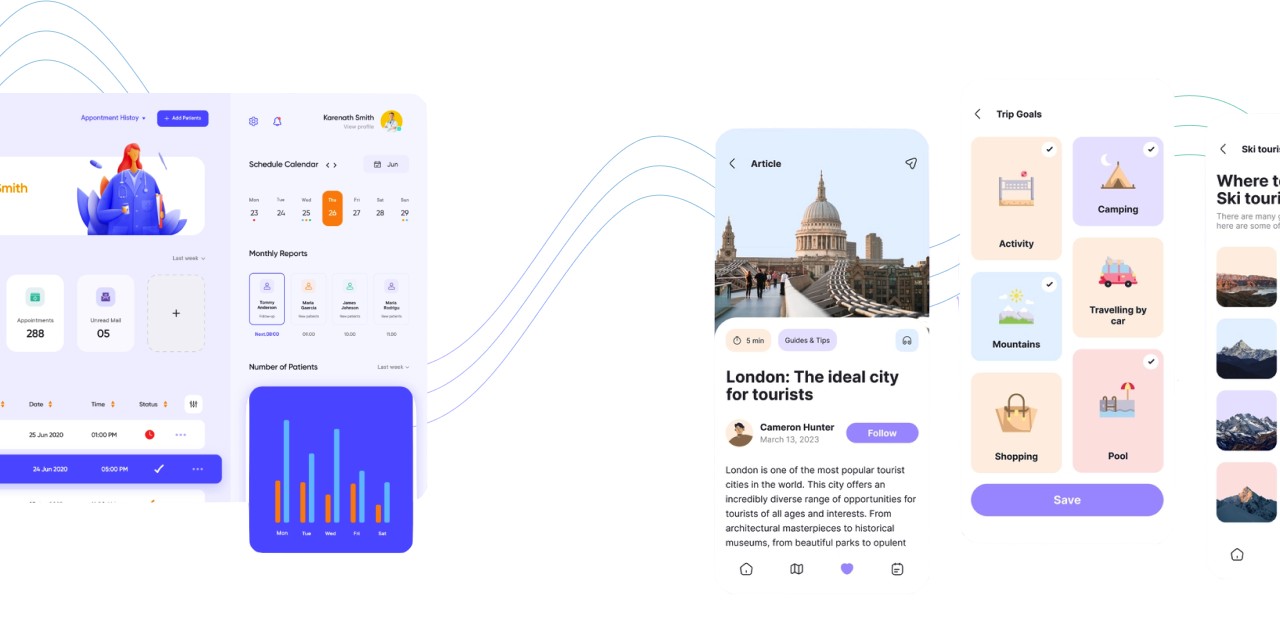 Appointment Histoy
+ Add Patients
Smith
Last week
Appointments
288
Unread Mail
05
+
Date
Time
Status
25 Jun 2020
01:00 PM
24 Jun 2020
05:00 PM
Karenath Smith
View profile
Schedule Calendar
Jun
Mon Tue Wed Thu Fri Sat Sun
23 24 25 26 27 28 29
Monthly Reports
Tommy
Anderson
Follow-up
Next,08:00
Maria
Guarcia
New patients
09:00
James
Johnson
New patients
10:00
Maris
Rodrigu
New patients
11:00
Number of Patients
Last week
Mon Tue Wed Fri Sat
Article
5 min
Guides & Tips
London: The ideal city
for tourists
Cameron Hunter
March 13, 2023
Follow
London is one of the most popular tourist
cities in the world. This city offers an
incredibly diverse range of opportunities for
tourists of all ages and interests. From
architectural masterpieces to historical
museums, from beautiful parks to opulent
Trip Goals
Activity
Camping
Mountains
Travelling by
car
Shopping
Pool
Save
Ski touri
Where to
Ski touri
There are many g
here are some of